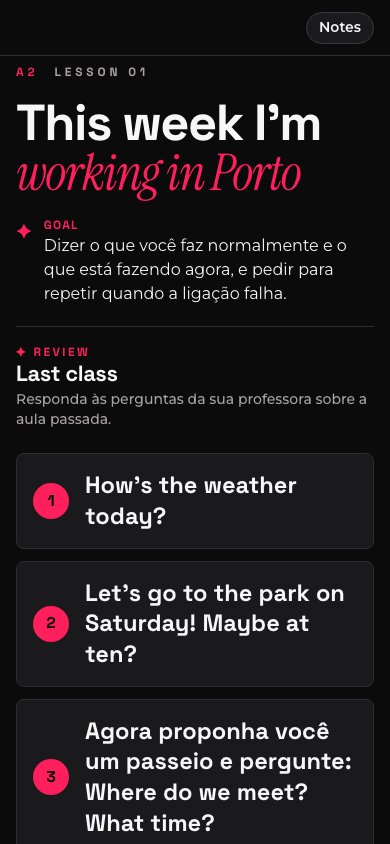 Notes
A2 LESSON 01
This week I'm
working in Porto
GOAL
Dizer o que você faz normalmente e o
que está fazendo agora, e pedir para
repetir quando a ligação falha.
REVIEW
Last class
Responda às perguntas da sua professora sobre a
aula passada.
1 How's the weather
today?
2 Let's go to the park on
Saturday! Maybe at
ten?
3 Agora proponha você
um passeio e pergunte:
Where do we meet?
What time?